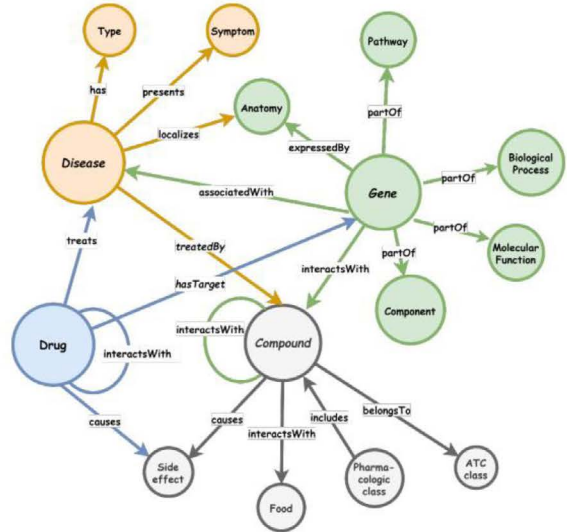 Type
Symptom
Pathway
has
presents
Anatomy
partOf
localizes
expressedBy
Disease
Biological
Process
partOf
Gene
associatedWith
partOf
Molecular
Function
treats
treatedBy
partOf
interactsWith
hasTarget
Component
Drug
interactsWith
interactsWith
Compound
causes
causes
includes
belongsTo
interactsWith
Side
effect
Pharma-
cologic
class
ATC
class
Food